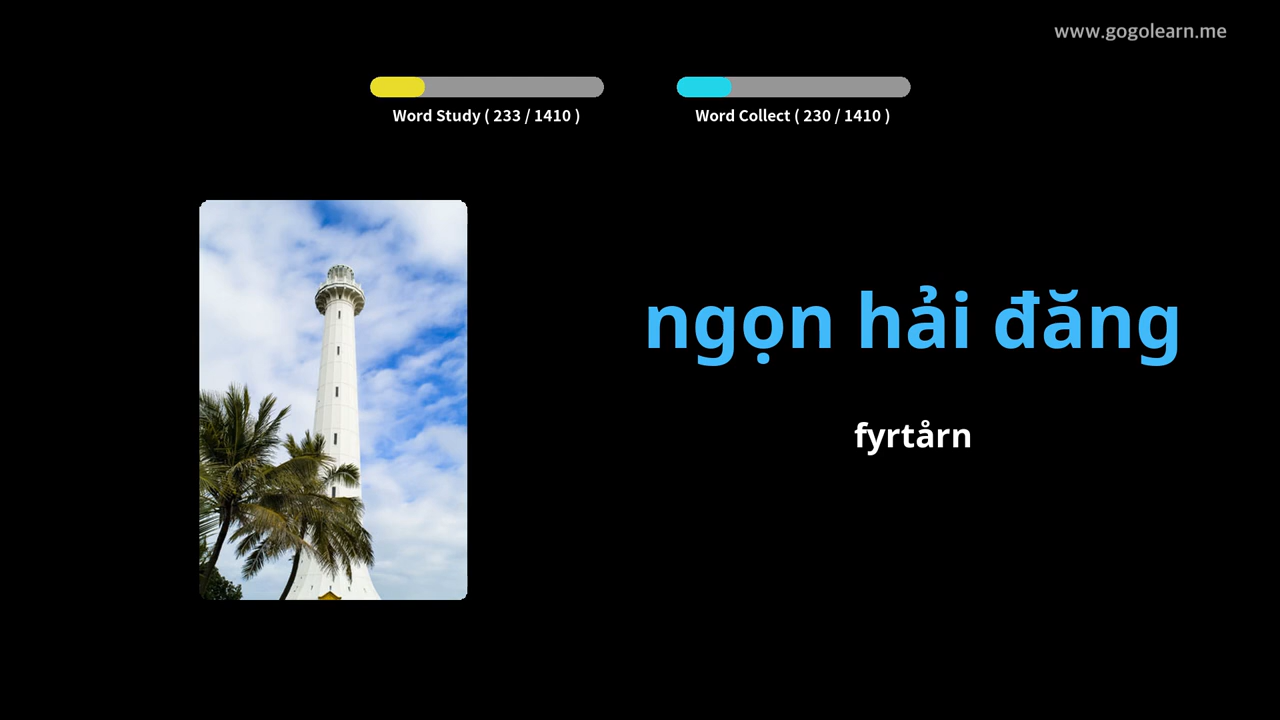 www.gogolearn.me
Word Study ( 233 / 1410 )
Word Collect ( 230 / 1410 )
ngọn hải đăng
fyrtårn